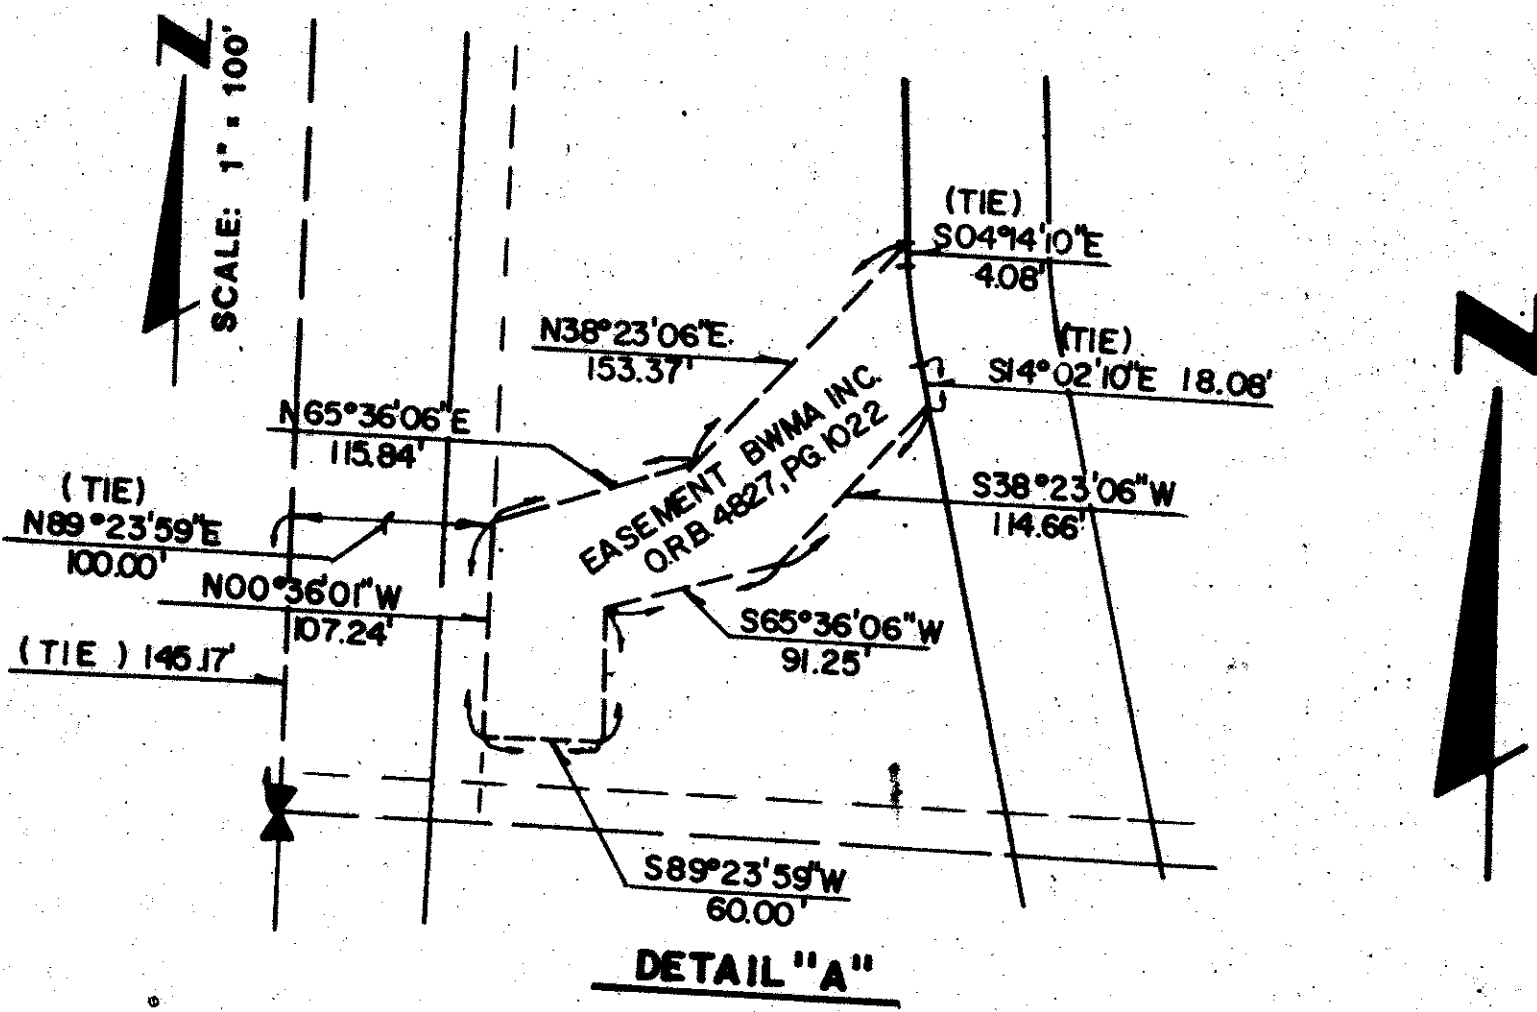 N
SCALE: 1" = 100'
(TIE)
S04°14'10"E
4.08'
(TIE)
S14°02'10"E 18.08'
N38°23'06"E
153.37'
N65°36'06"E
115.84'
EASEMENT BWMA INC.
O.R.B. 4827, PG. 1022
(TIE)
N89°23'59"E
100.00'
S38°23'06"W
114.66'
N00°36'01"W
107.24'
(TIE) 145.17'
S65°36'06"W
91.25'
S89°23'59"W
60.00'
DETAIL "A"
N